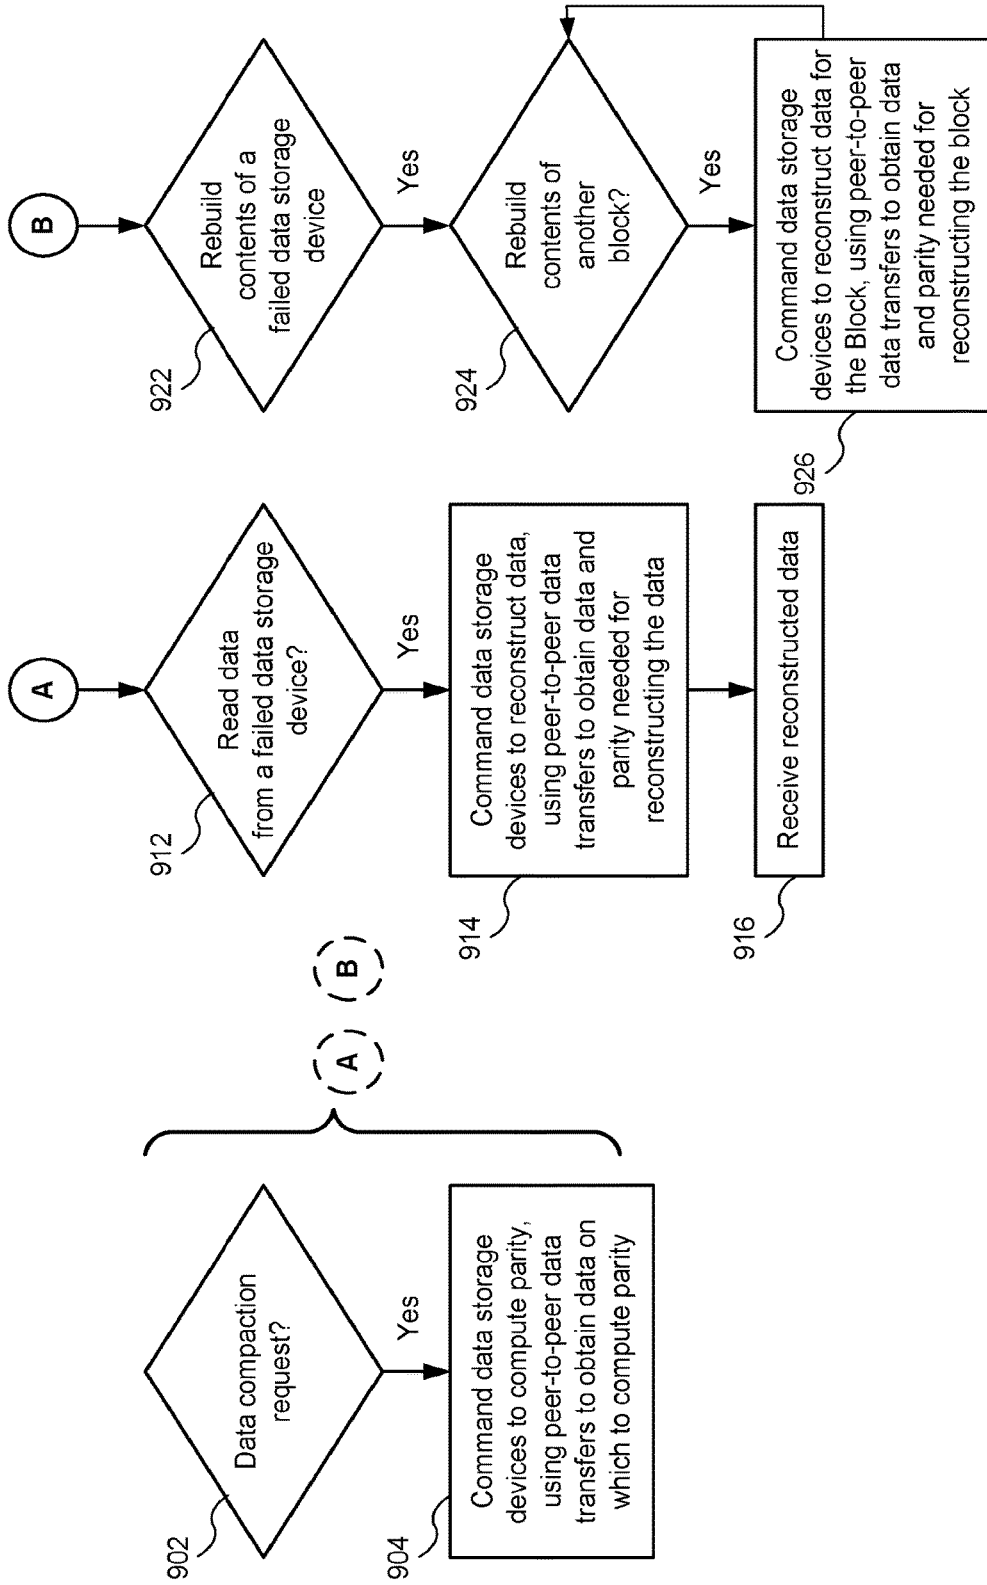 902
Data compaction
request?
Yes
904
Command data storage
devices to compute parity,
using peer-to-peer data
transfers to obtain data on
which to compute parity
A
B
A
912
Read data
from a failed data storage
device?
Yes
914
Command data storage
devices to reconstruct data,
using peer-to-peer data
transfers to obtain data and
parity needed for
reconstructing the data
916
Receive reconstructed data
B
922
Rebuild
contents of a
failed data storage
device
Yes
924
Rebuild
contents of
another
block?
Yes
926
Command data storage
devices to reconstruct data for
the Block, using peer-to-peer
data transfers to obtain data
and parity needed for
reconstructing the block